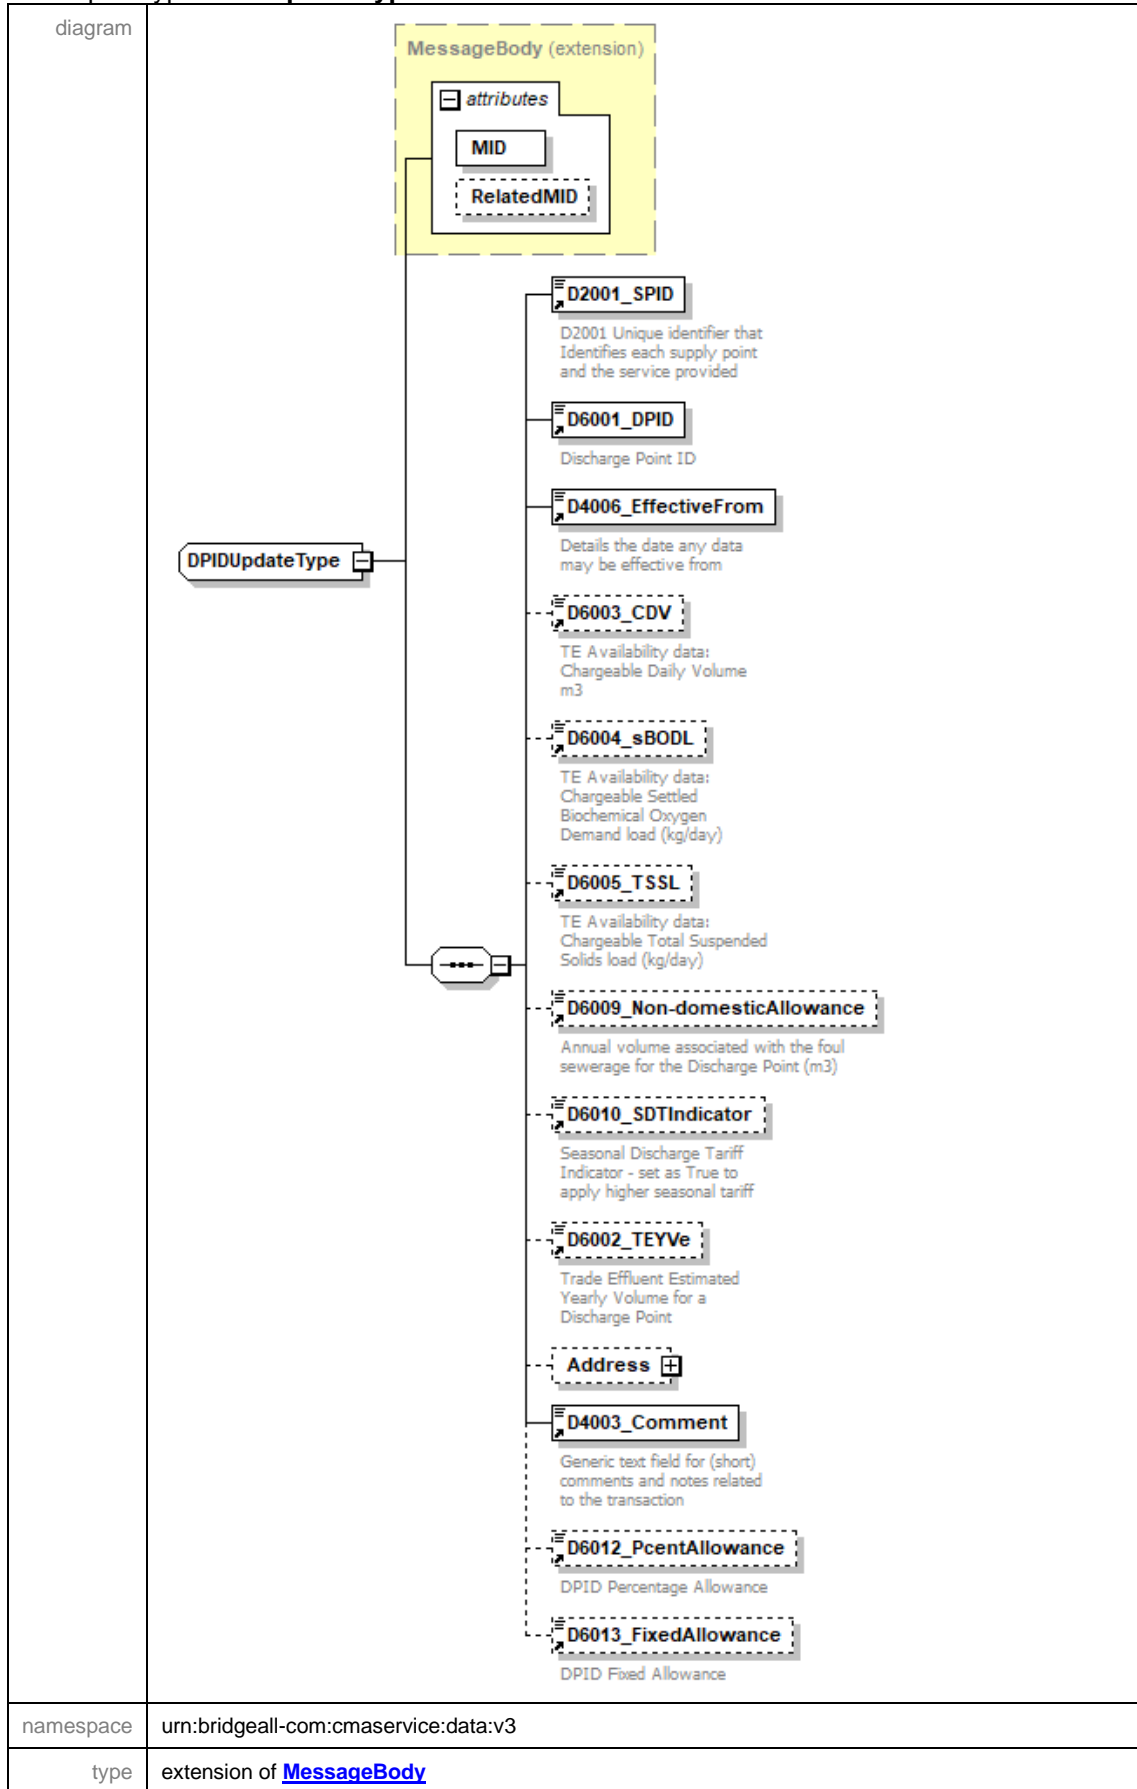 diagram
MessageBody (extension)
attributes
MID
RelatedMID
D2001_SPID
D2001 Unique identifier that
Identifies each supply point
and the service provided
D6001_DPID
Discharge Point ID
D4006_EffectiveFrom
Details the date any data
may be effective from
DPIDUpdateType
D6003_CDV
TE Availability data:
Chargeable Daily Volume
m3
D6004_sBODL
TE Availability data:
Chargeable Settled
Biochemical Oxygen
Demand load (kg/day)
D6005_TSSL
TE Availability data:
Chargeable Total Suspended
Solids load (kg/day)
D6009_Non-domesticAllowance
Annual volume associated with the foul
sewerage for the Discharge Point (m3)
D6010_SDTIndicator
Seasonal Discharge Tariff
Indicator - set as True to
apply higher seasonal tariff
D6002_TEYVe
Trade Effluent Estimated
Yearly Volume for a
Discharge Point
Address
D4003_Comment
Generic text field for (short)
comments and notes related
to the transaction
D6012_PcentAllowance
DPID Percentage Allowance
D6013_FixedAllowance
DPID Fixed Allowance
namespace urn:bridgeall-com:cmaservice:data:v3
type extension of MessageBody